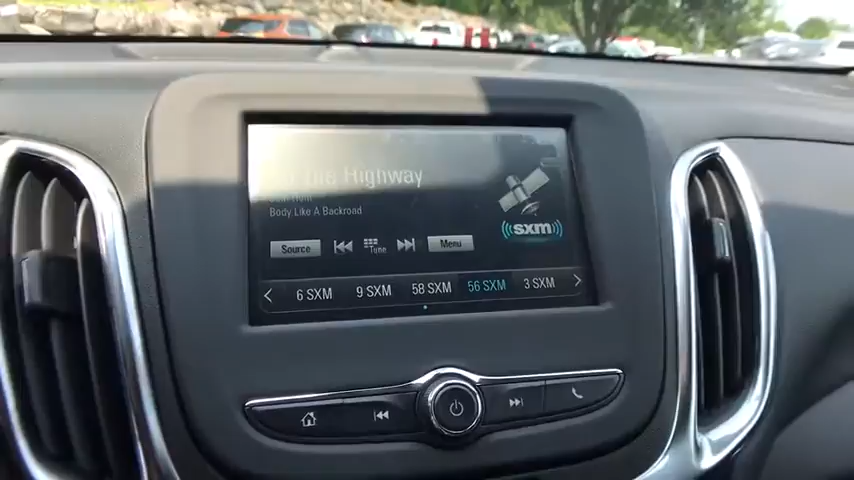 The Highway
Body Like A Backroad
Source
Tune
Menu
sxm
6 SXM 9 SXM 58 SXM 56 SXM 3 SXM